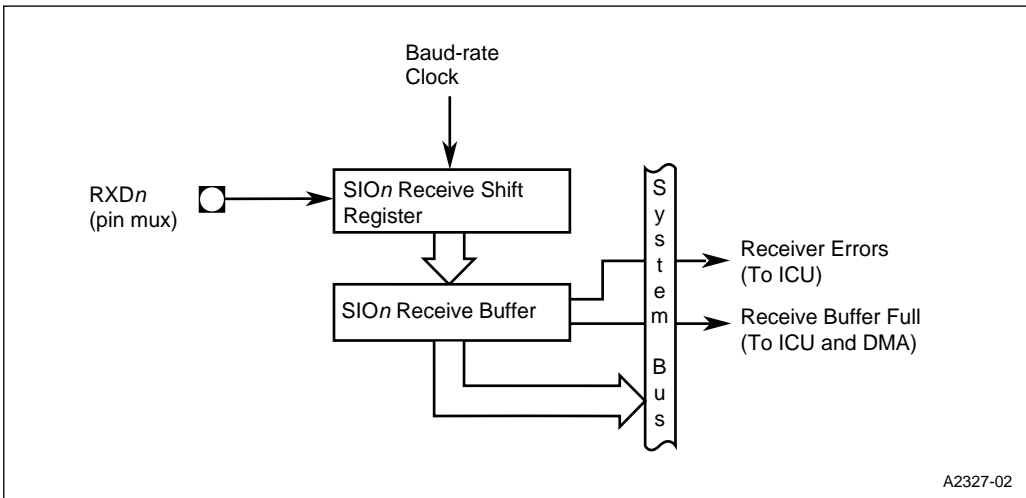 Baud-rate
Clock
RXDn
(pin mux)
SIOn Receive Shift
Register
SIOn Receive Buffer
System Bus
Receiver Errors
(To ICU)
Receive Buffer Full
(To ICU and DMA)
A2327-02